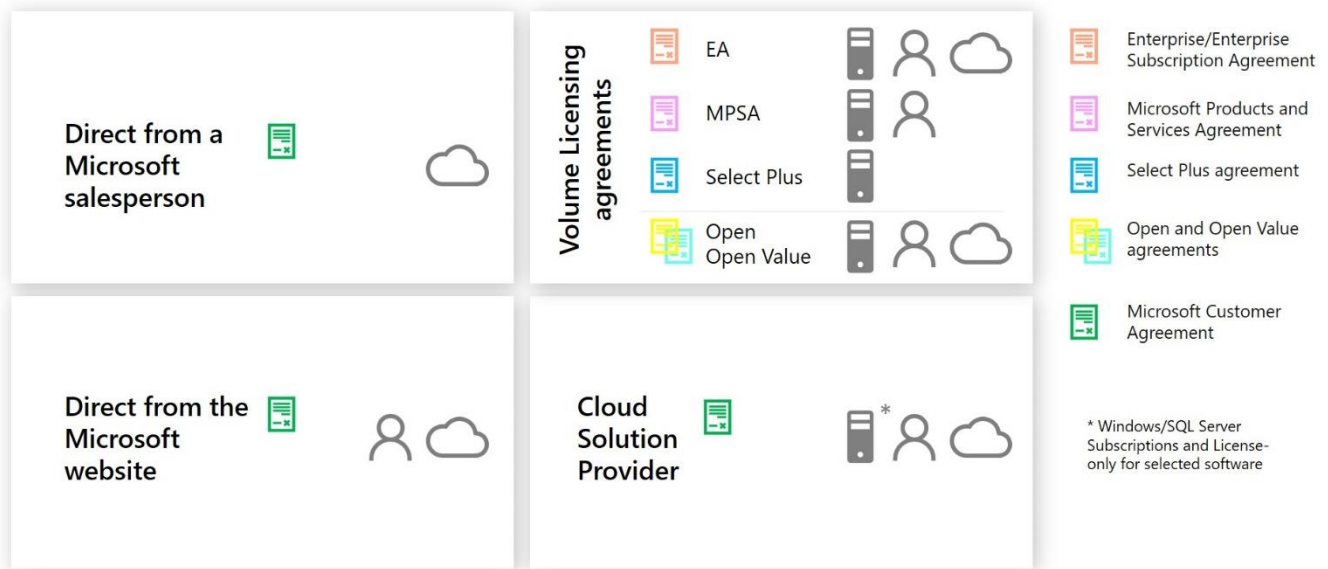 Direct from a
Microsoft
salesperson
Volume Licensing
agreements
EA
MPSA
Select Plus
Open
Open Value
Enterprise/Enterprise
Subscription Agreement
Microsoft Products and
Services Agreement
Select Plus agreement
Open and Open Value
agreements
Microsoft Customer
Agreement
Direct from the
Microsoft
website
Cloud
Solution
Provider
*
* Windows/SQL Server
Subscriptions and License-
only for selected software